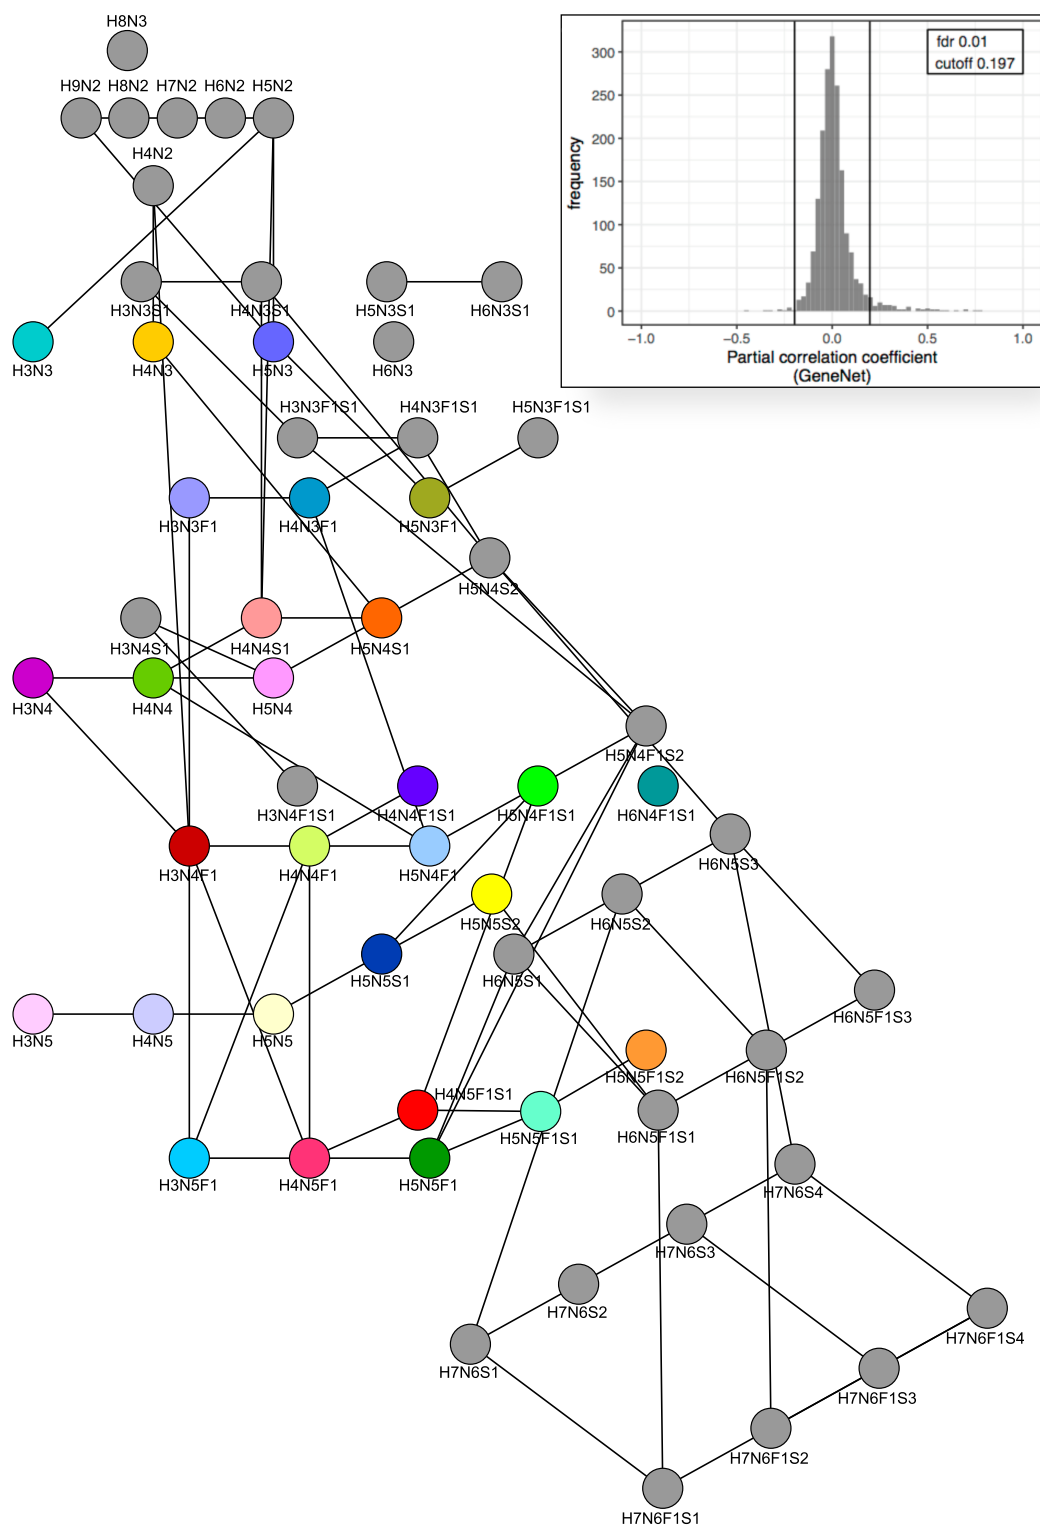 H8N3
H9N2 H8N2 H7N2 H6N2 H5N2
H4N2
H3N3S1 H4N3S1 H5N3S1 H6N3S1
H3N3 H4N3 H5N3 H6N3
H3N3F1S1 H4N3F1S1 H5N3F1S1
H3N3F1 H4N3F1 H5N3F1
H5N4S2
H3N4S1 H4N4S1 H5N4S1
H3N4 H4N4 H5N4
H5N4F1S2
H3N4F1S1 H4N4F1S1 H5N4F1S1 H6N4F1S1
H3N4F1 H4N4F1 H5N4F1
H6N5S3
H5N5S2 H6N5S2
H5N5S1 H6N5S1
H6N5F1S3
H3N5 H4N5 H5N5
H5N5F1S2 H6N5F1S2
H4N5F1S1
H5N5F1S1 H6N5F1S1
H3N5F1 H4N5F1 H5N5F1
H7N6S4
H7N6S3
H7N6S2
H7N6F1S4
H7N6S1
H7N6F1S3
H7N6F1S2
H7N6F1S1
fdr 0.01
cutoff 0.197
frequency
300
250
200
150
100
50
0
−1.0 −0.5 0.0 0.5 1.0
Partial correlation coefficient
(GeneNet)